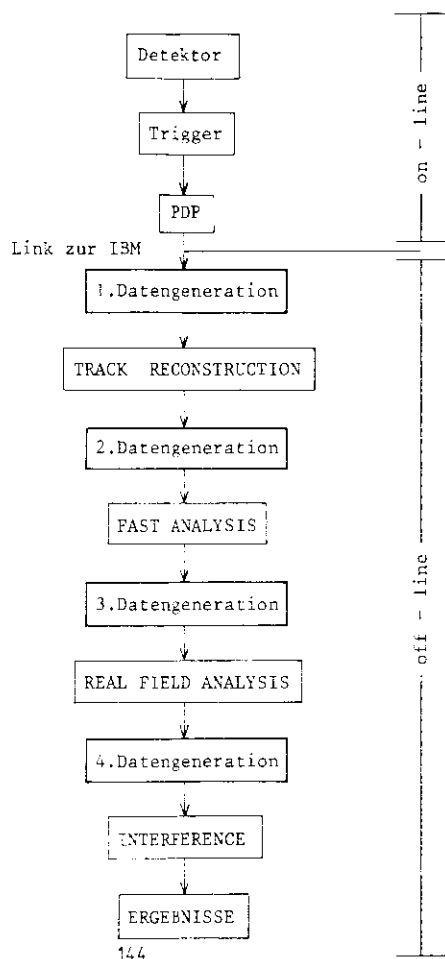 Detektor
Trigger
PDP
Link zur IBM
1.Datengeneration
TRACK RECONSTRUCTION
2.Datengeneration
FAST ANALYSIS
3.Datengeneration
REAL FIELD ANALYSIS
4.Datengeneration
INTERFERENCE
ERGEBNISSE
144
on - line
off - line